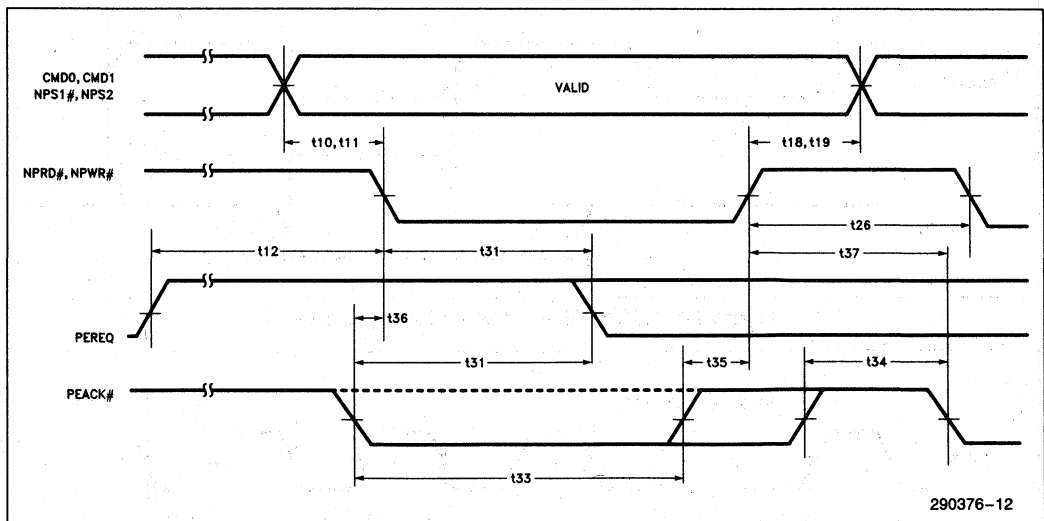 CMD0, CMD1
NPS1#, NPS2
VALID
t10, t11
t18, t19
NPRD#, NPWR#
t26
t12
t31
t37
PEREQ
t36
t31
t35
t34
PEACK#
t33
290376-12